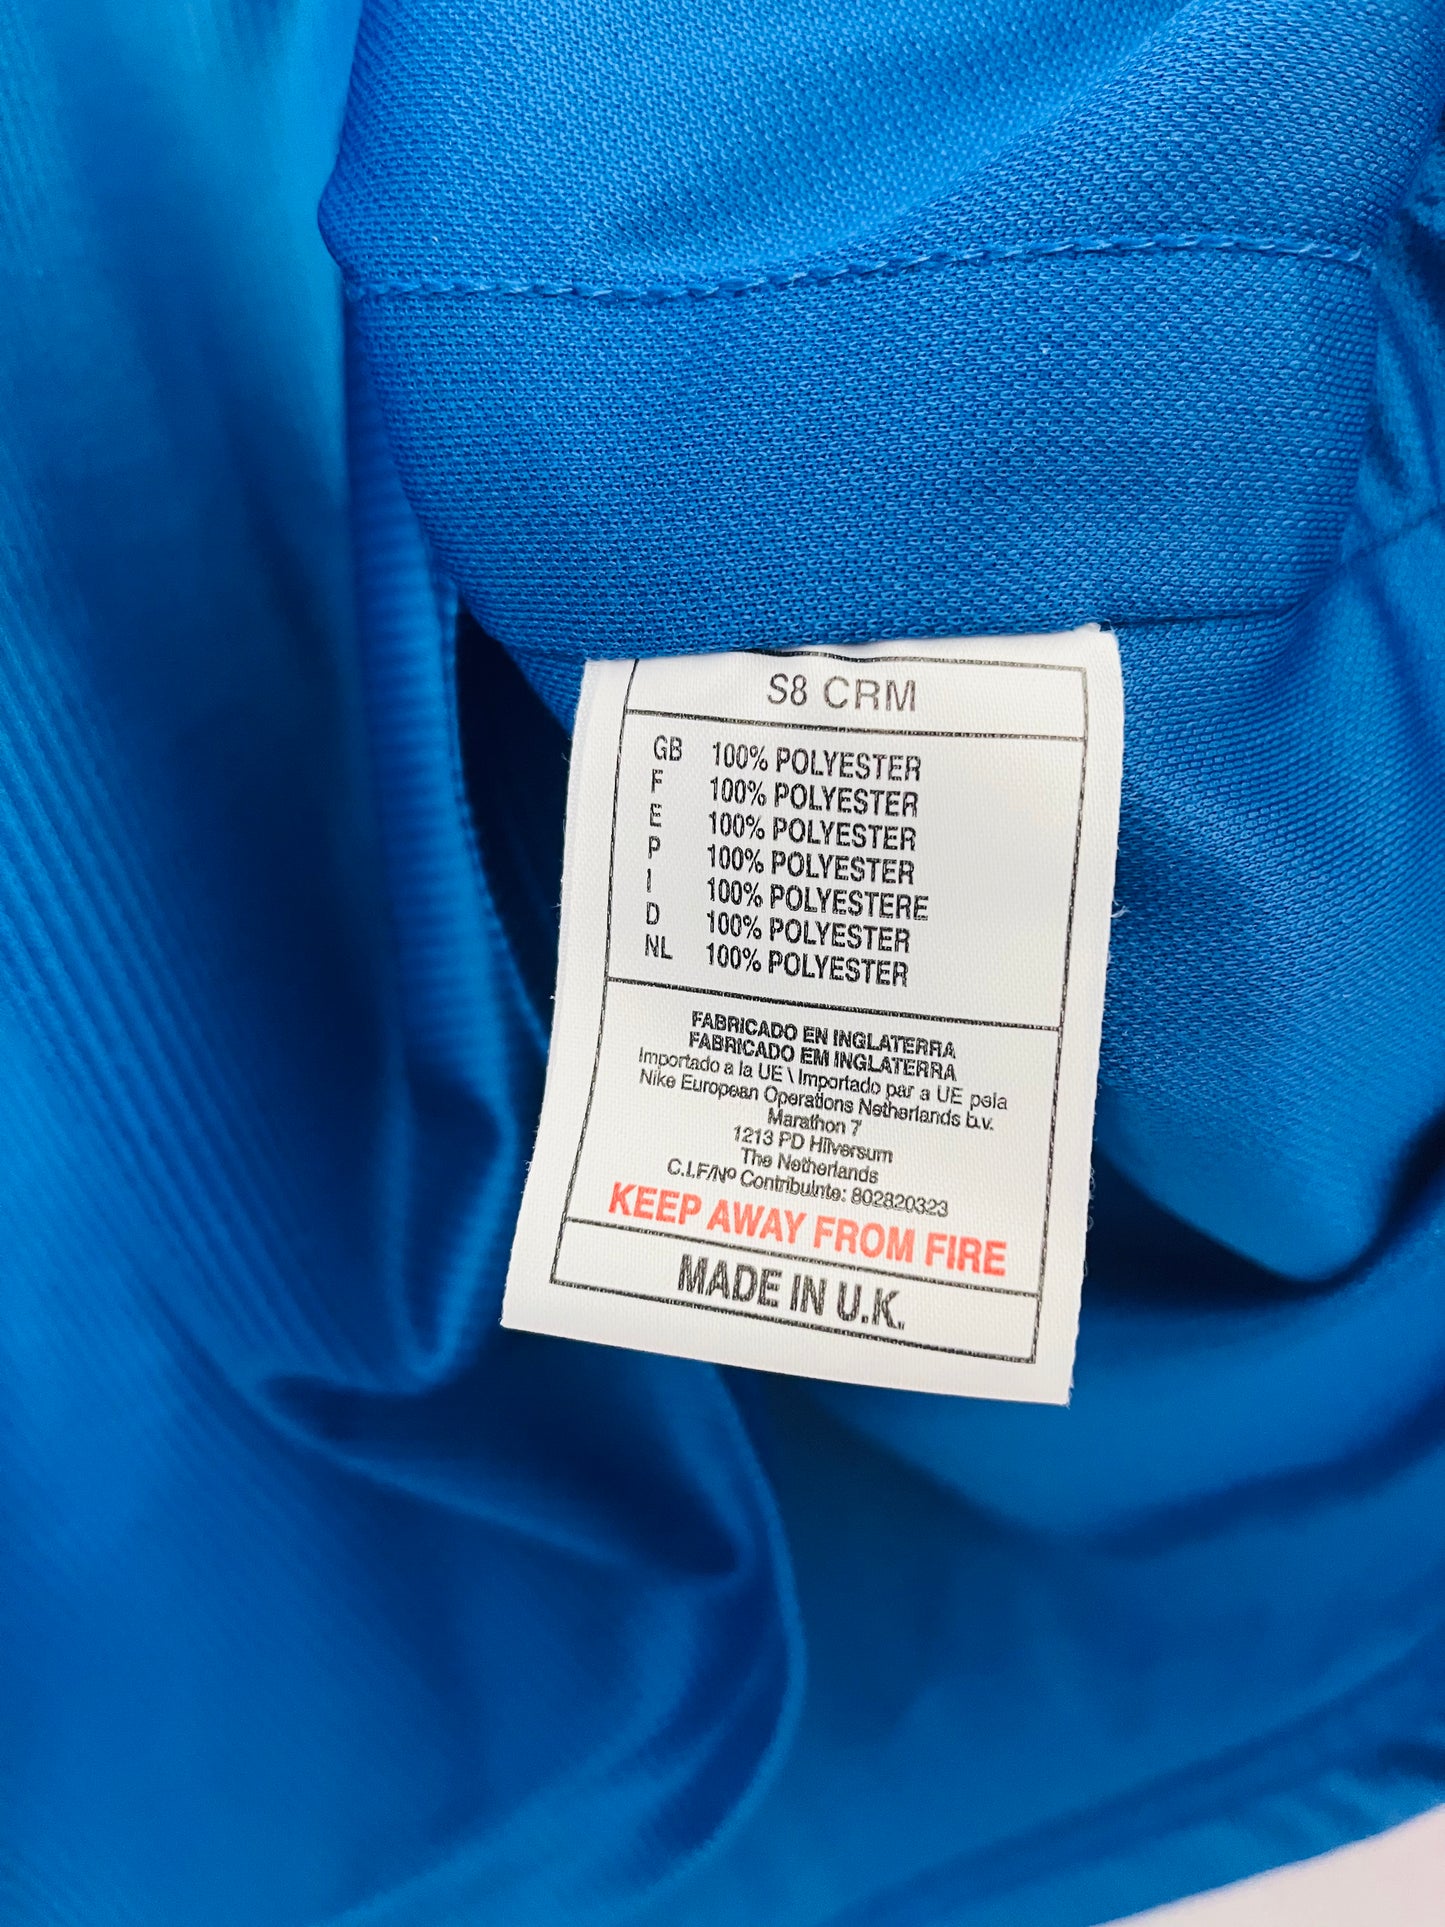 S8 CRM
GB 100% POLYESTER
F 100% POLYESTER
E 100% POLYESTER
P 100% POLYESTER
I 100% POLYESTERE
D 100% POLYESTER
NL 100% POLYESTER
FABRICADO EN INGLATERRA
FABRICADO EM INGLATERRA
Importado a la UE \ Importado par a UE pela
Nike European Operations Netherlands b.v.
Marathon 7
1213 PD Hilversum
The Netherlands
C.I.F/Nº Contribuinte: 802820323
KEEP AWAY FROM FIRE
MADE IN U.K.